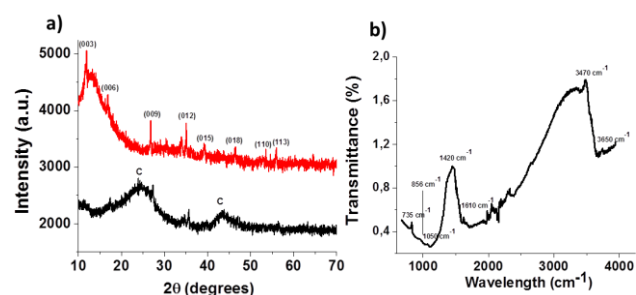 a)
5000
4000
3000
2000
Intensity (a.u.)
(003)
(006)
(009)
(012)
(015)
(018)
(110)
(113)
C
C
10 20 30 40 50 60 70
2θ (degrees)
b)
2,0
1,6
1,2
0,8
0,4
Transmittance (%)
735 cm-1
856 cm-1
1050 cm-1
1420 cm-1
1610 cm-1
3470 cm-1
3650 cm-1
1000 2000 3000 4000
Wavelength (cm-1)